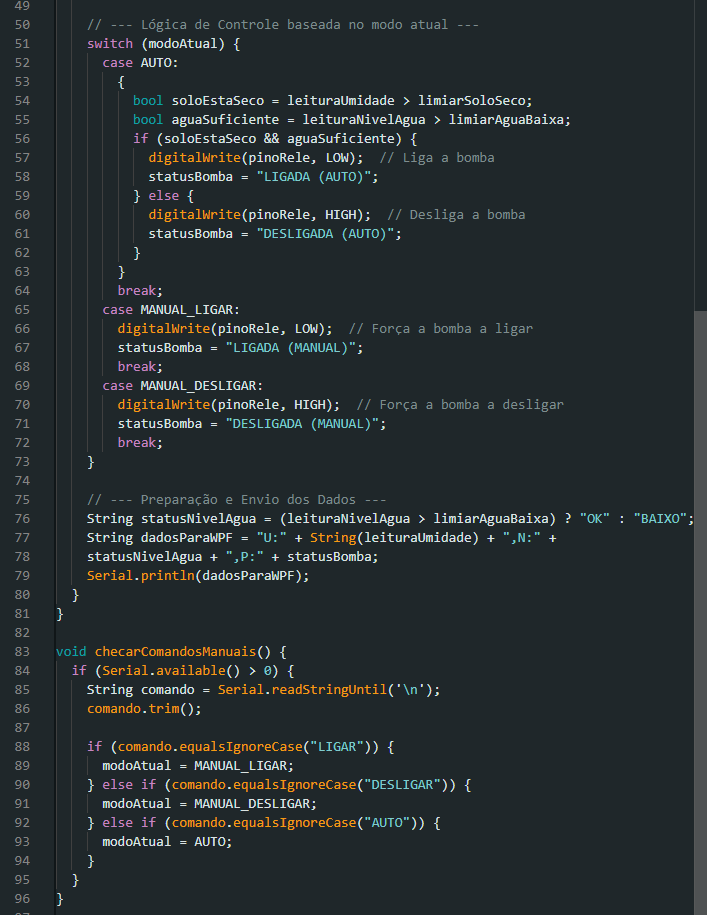 49
50 // --- Lógica de Controle baseada no modo atual ---
51 switch (modoAtual) {
52 case AUTO:
53 {
54 bool soloEstaSeco = leituraUmidade > limiarSoloSeco;
55 bool aguaSuficiente = leituraNivelAgua > limiarAguaBaixa;
56 if (soloEstaSeco && aguaSuficiente) {
57 digitalWrite(pinoRele, LOW); // Liga a bomba
58 statusBomba = "LIGADA (AUTO)";
59 } else {
60 digitalWrite(pinoRele, HIGH); // Desliga a bomba
61 statusBomba = "DESLIGADA (AUTO)";
62 }
63 }
64 break;
65 case MANUAL_LIGAR:
66 digitalWrite(pinoRele, LOW); // Força a bomba a ligar
67 statusBomba = "LIGADA (MANUAL)";
68 break;
69 case MANUAL_DESLIGAR:
70 digitalWrite(pinoRele, HIGH); // Força a bomba a desligar
71 statusBomba = "DESLIGADA (MANUAL)";
72 break;
73 }
74
75 // --- Preparação e Envio dos Dados ---
76 String statusNivelAgua = (leituraNivelAgua > limiarAguaBaixa) ? "OK" : "BAIXO";
77 String dadosParaWPF = "U:" + String(leituraUmidade) + ",N:" +
78 statusNivelAgua + ",P:" + statusBomba;
79 Serial.println(dadosParaWPF);
80 }
81 }
82
83 void checarComandosManuais() {
84 if (Serial.available() > 0) {
85 String comando = Serial.readStringUntil('\n');
86 comando.trim();
87
88 if (comando.equalsIgnoreCase("LIGAR")) {
89 modoAtual = MANUAL_LIGAR;
90 } else if (comando.equalsIgnoreCase("DESLIGAR")) {
91 modoAtual = MANUAL_DESLIGAR;
92 } else if (comando.equalsIgnoreCase("AUTO")) {
93 modoAtual = AUTO;
94 }
95 }
96 }